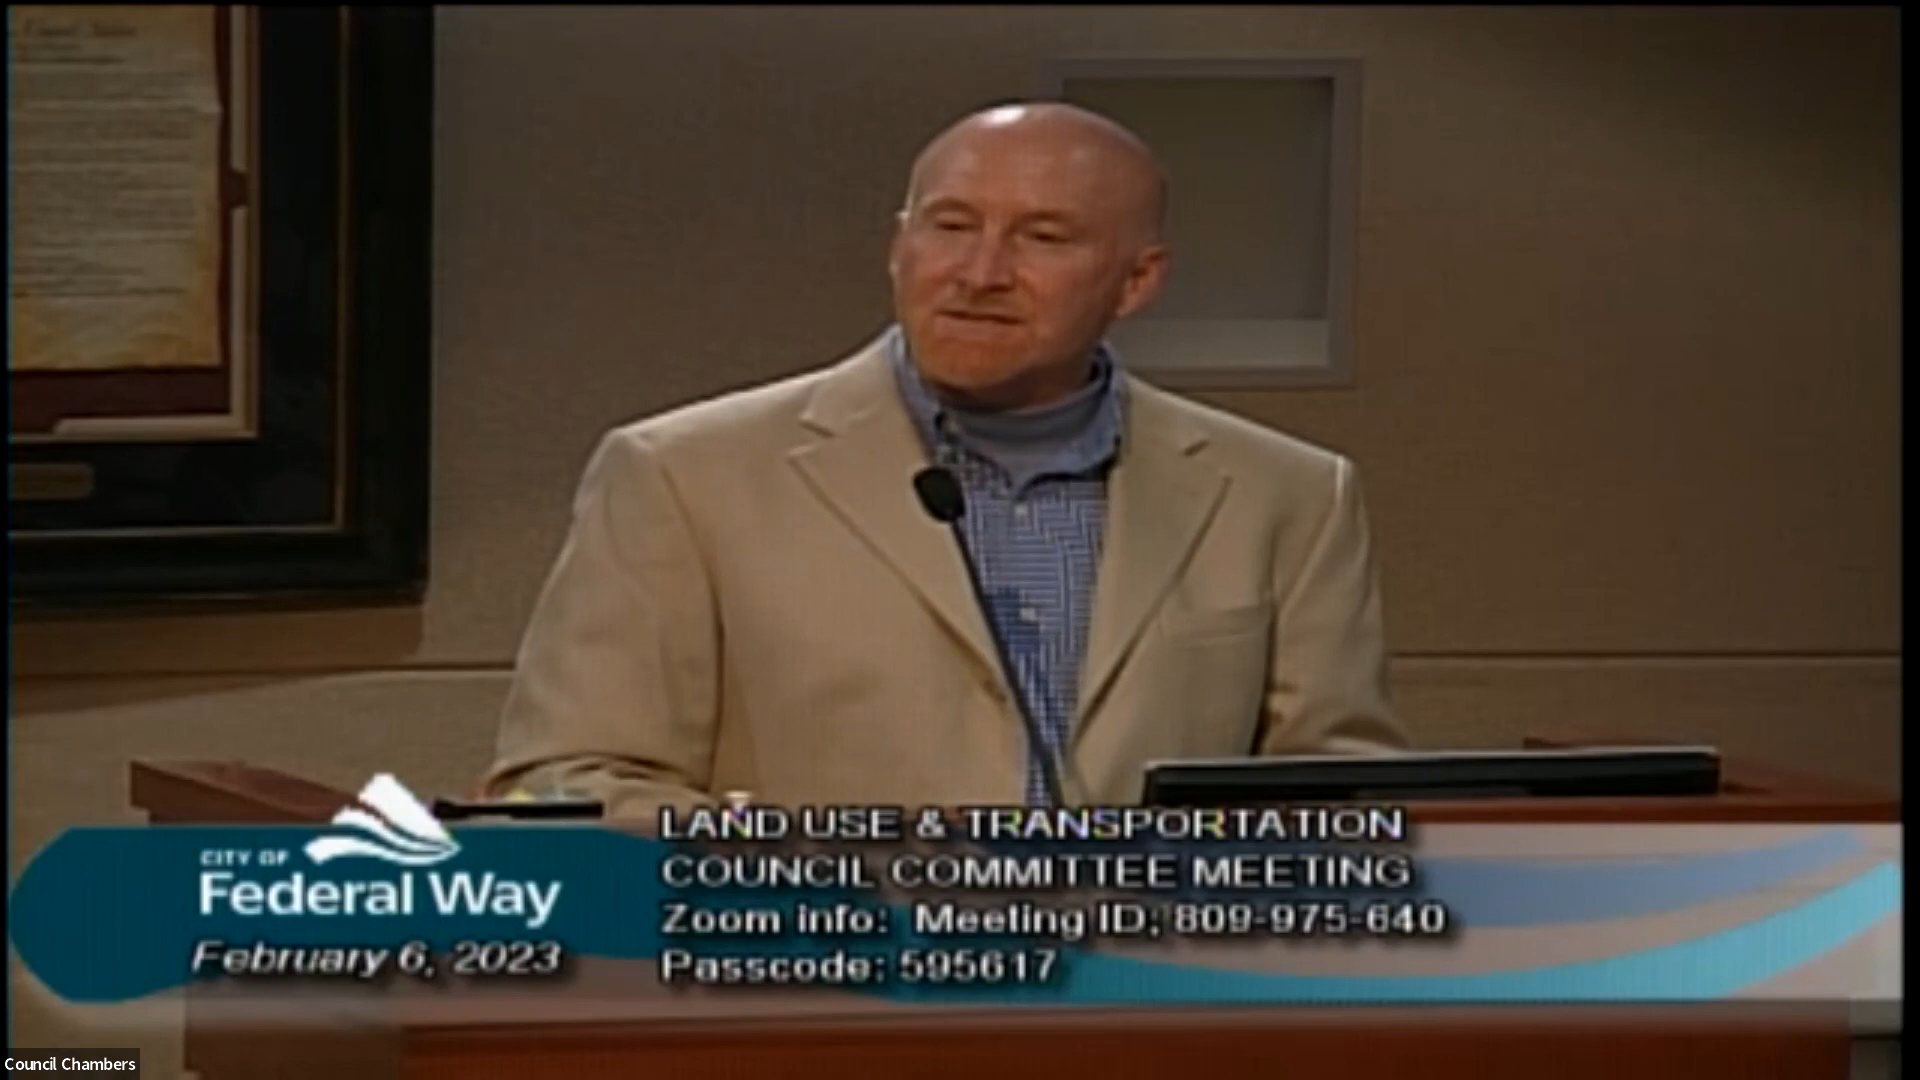 CITY OF
Federal Way
February 6, 2023
LAND USE & TRANSPORTATION
COUNCIL COMMITTEE MEETING
Zoom info: Meeting ID; 809-975-640
Passcode; 595617
Council Chambers